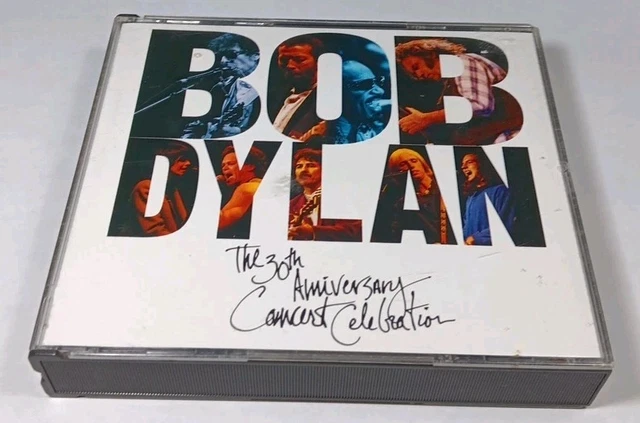 BOB
DYLAN
The 30th
Anniversary
Concert Celebration